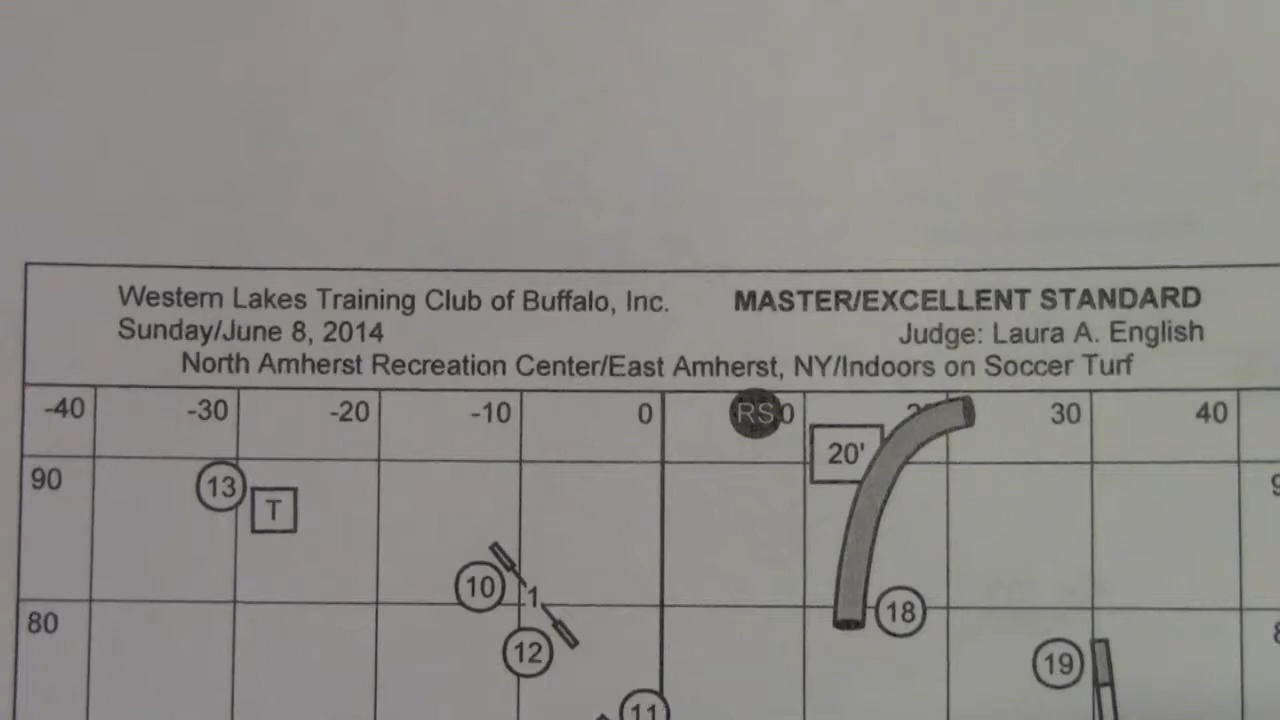 Western Lakes Training Club of Buffalo, Inc. MASTER/EXCELLENT STANDARD
Sunday/June 8, 2014 Judge: Laura A. English
North Amherst Recreation Center/East Amherst, NY/Indoors on Soccer Turf
-40 -30 -20 -10 0 RS 30 40
20'
90 13
T
10 1
80 18
12 19
11